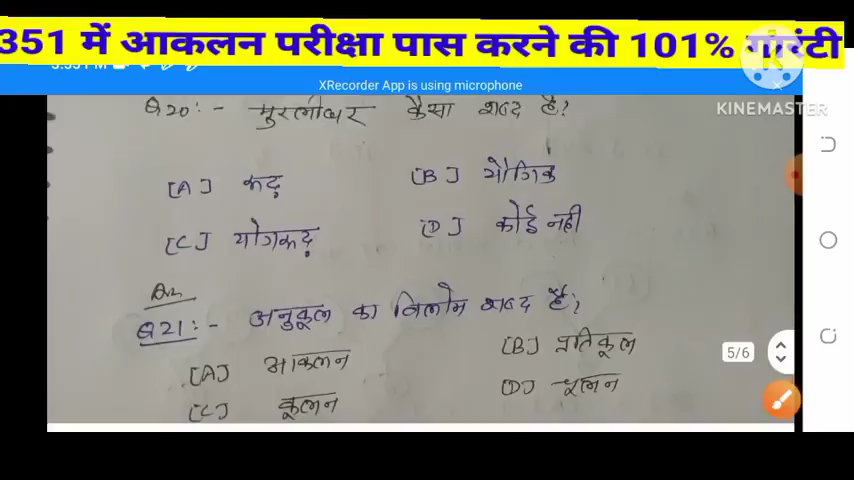 351 में आकलन परीक्षा पास करने की 101% गारंटी
XRecorder App is using microphone
KINEMASTER
Q20:- मुरलीधर कैसा शब्द है?
[A] रूढ़ [B] यौगिक
[C] योगरूढ़ [D] कोई नही
Ans
Q21:- अनुकूल का विलोम शब्द है?
[A] आकलन [B] प्रतिकूल
[C] कूलन [D]
5/6